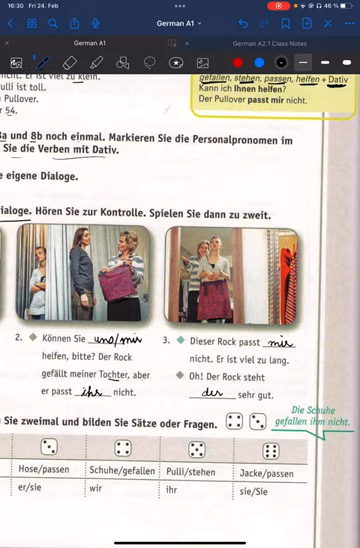 16:30 Fri 24. Feb
46 %
German A1
German A1
German A2.1 Class Notes
nicht. Er ist viel zu klein.
ulli ist toll.
Pullover.
r 54.
gefallen, stehen, passen, helfen + Dativ
Kann ich Ihnen helfen?
Der Pullover passt mir nicht.
8a und 8b noch einmal. Markieren Sie die Personalpronomen im
Sie die Verben mit Dativ.
e eigene Dialoge.
ialoge. Hören Sie zur Kontrolle. Spielen Sie dann zu zweit.
2. Können Sie uns/mir
helfen, bitte? Der Rock
gefällt meiner Tochter, aber
er passt ihr nicht.
3. Dieser Rock passt mir
nicht. Er ist viel zu lang.
Oh! Der Rock steht
der sehr gut.
Sie zweimal und bilden Sie Sätze oder Fragen.
Die Schuhe
gefallen ihm nicht.
Hose/passen Schuhe/gefallen Pulli/stehen Jacke/passen
er/sie wir ihr sie/Sie